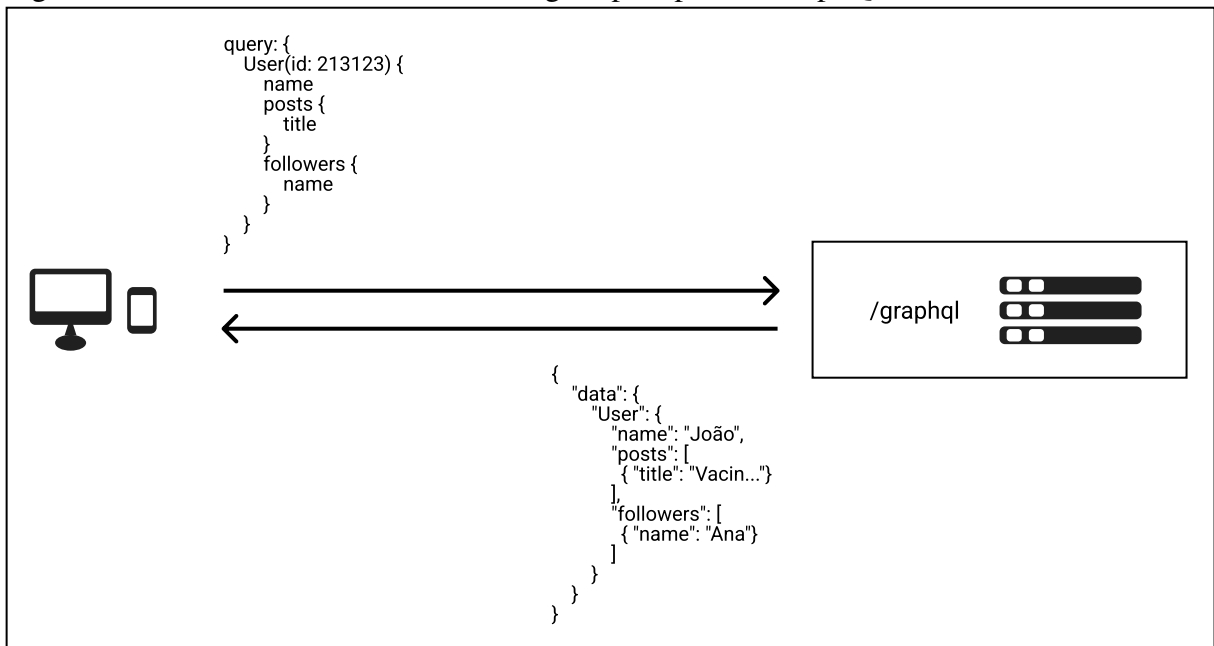 query: {
User(id: 213123) {
name
posts {
title
}
followers {
name
}
}
}
/graphql
{
"data": {
"User": {
"name": "João",
"posts": [
{ "title": "Vacin..."}
],
"followers": [
{ "name": "Ana"}
]
}
}
}